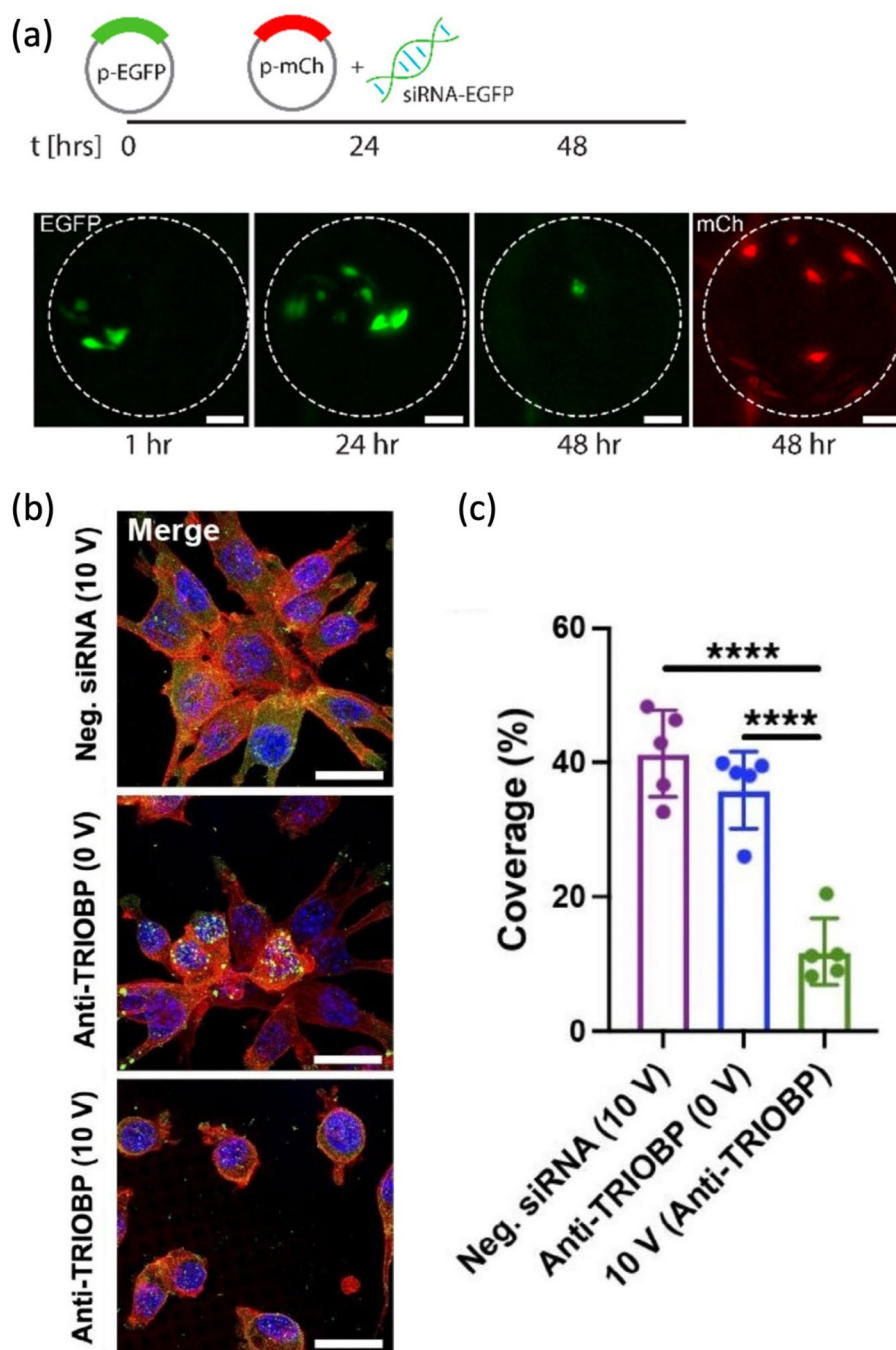 (a)
p-EGFP
p-mCh
+
siRNA-EGFP
t [hrs] 0 24 48
EGFP
mCh
1 hr 24 hr 48 hr 48 hr
(b)
(c)
Neg. siRNA (10 V)
Merge
Anti-TRIOBP (0 V)
Anti-TRIOBP (10 V)
Coverage (%)
60
40
20
0
****
****
Neg. siRNA (10 V)
Anti-TRIOBP (0 V)
10 V (Anti-TRIOBP)